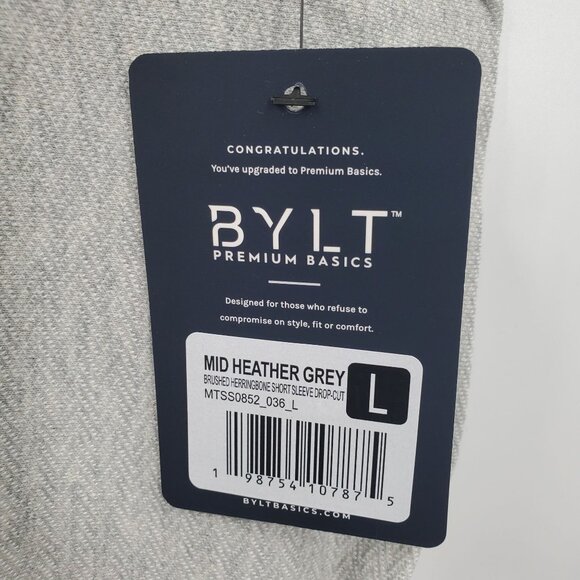 CONGRATULATIONS.
You've upgraded to Premium Basics.
BYLT™
PREMIUM BASICS
Designed for those who refuse to
compromise on style, fit or comfort.
MID HEATHER GREY
BRUSHED HERRINGBONE SHORT SLEEVE DROP-CUT
MTSS0852_036_L
L
1 98754 10787 5
BYLTBASICS.COM